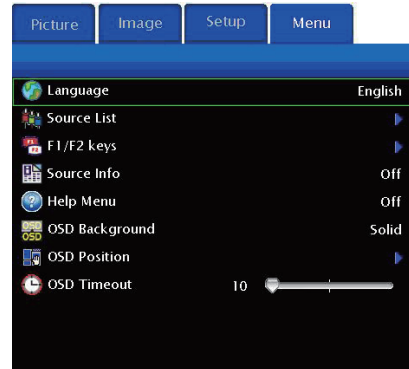 Picture Image Setup Menu
Language English
Source List
F1/F2 keys
Source Info Off
Help Menu Off
OSD Background Solid
OSD Position
OSD Timeout 10